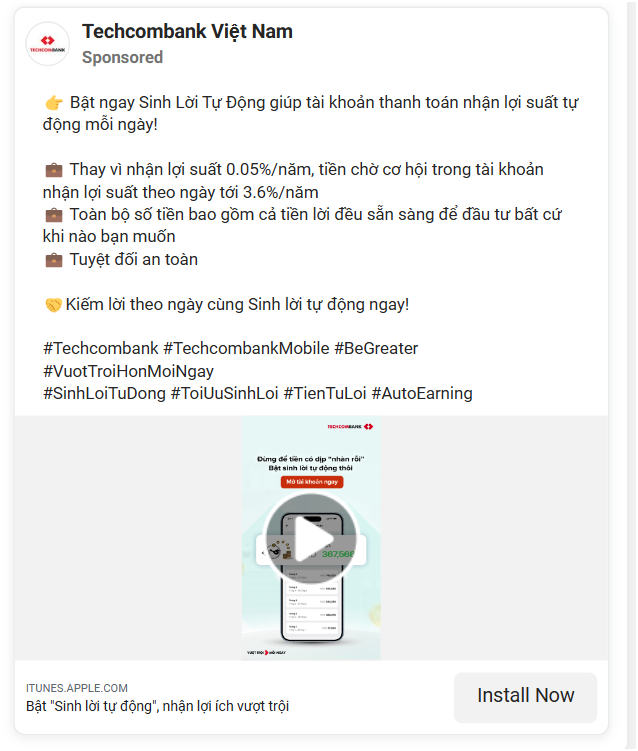 Techcombank Việt Nam
Sponsored
TECHCOMBANK
👉 Bật ngay Sinh Lời Tự Động giúp tài khoản thanh toán nhận lợi suất tự
động mỗi ngày!
💼 Thay vì nhận lợi suất 0.05%/năm, tiền chờ cơ hội trong tài khoản
nhận lợi suất theo ngày tới 3.6%/năm
💼 Toàn bộ số tiền bao gồm cả tiền lời đều sẵn sàng để đầu tư bất cứ
khi nào bạn muốn
💼 Tuyệt đối an toàn
🤝 Kiếm lời theo ngày cùng Sinh lời tự động ngay!
#Techcombank #TechcombankMobile #BeGreater
#VuotTroiHonMoiNgay
#SinhLoiTuDong #ToiUuSinhLoi #TienTuLoi #AutoEarning
TECHCOMBANK
Đừng để tiền có dịp “nhàn rỗi”
Bật sinh lời tự động thôi
Mở tài khoản ngay
367,560
VƯỢT TRỘI MỖI NGÀY
ITUNES.APPLE.COM
Bật "Sinh lời tự động", nhận lợi ích vượt trội
Install Now